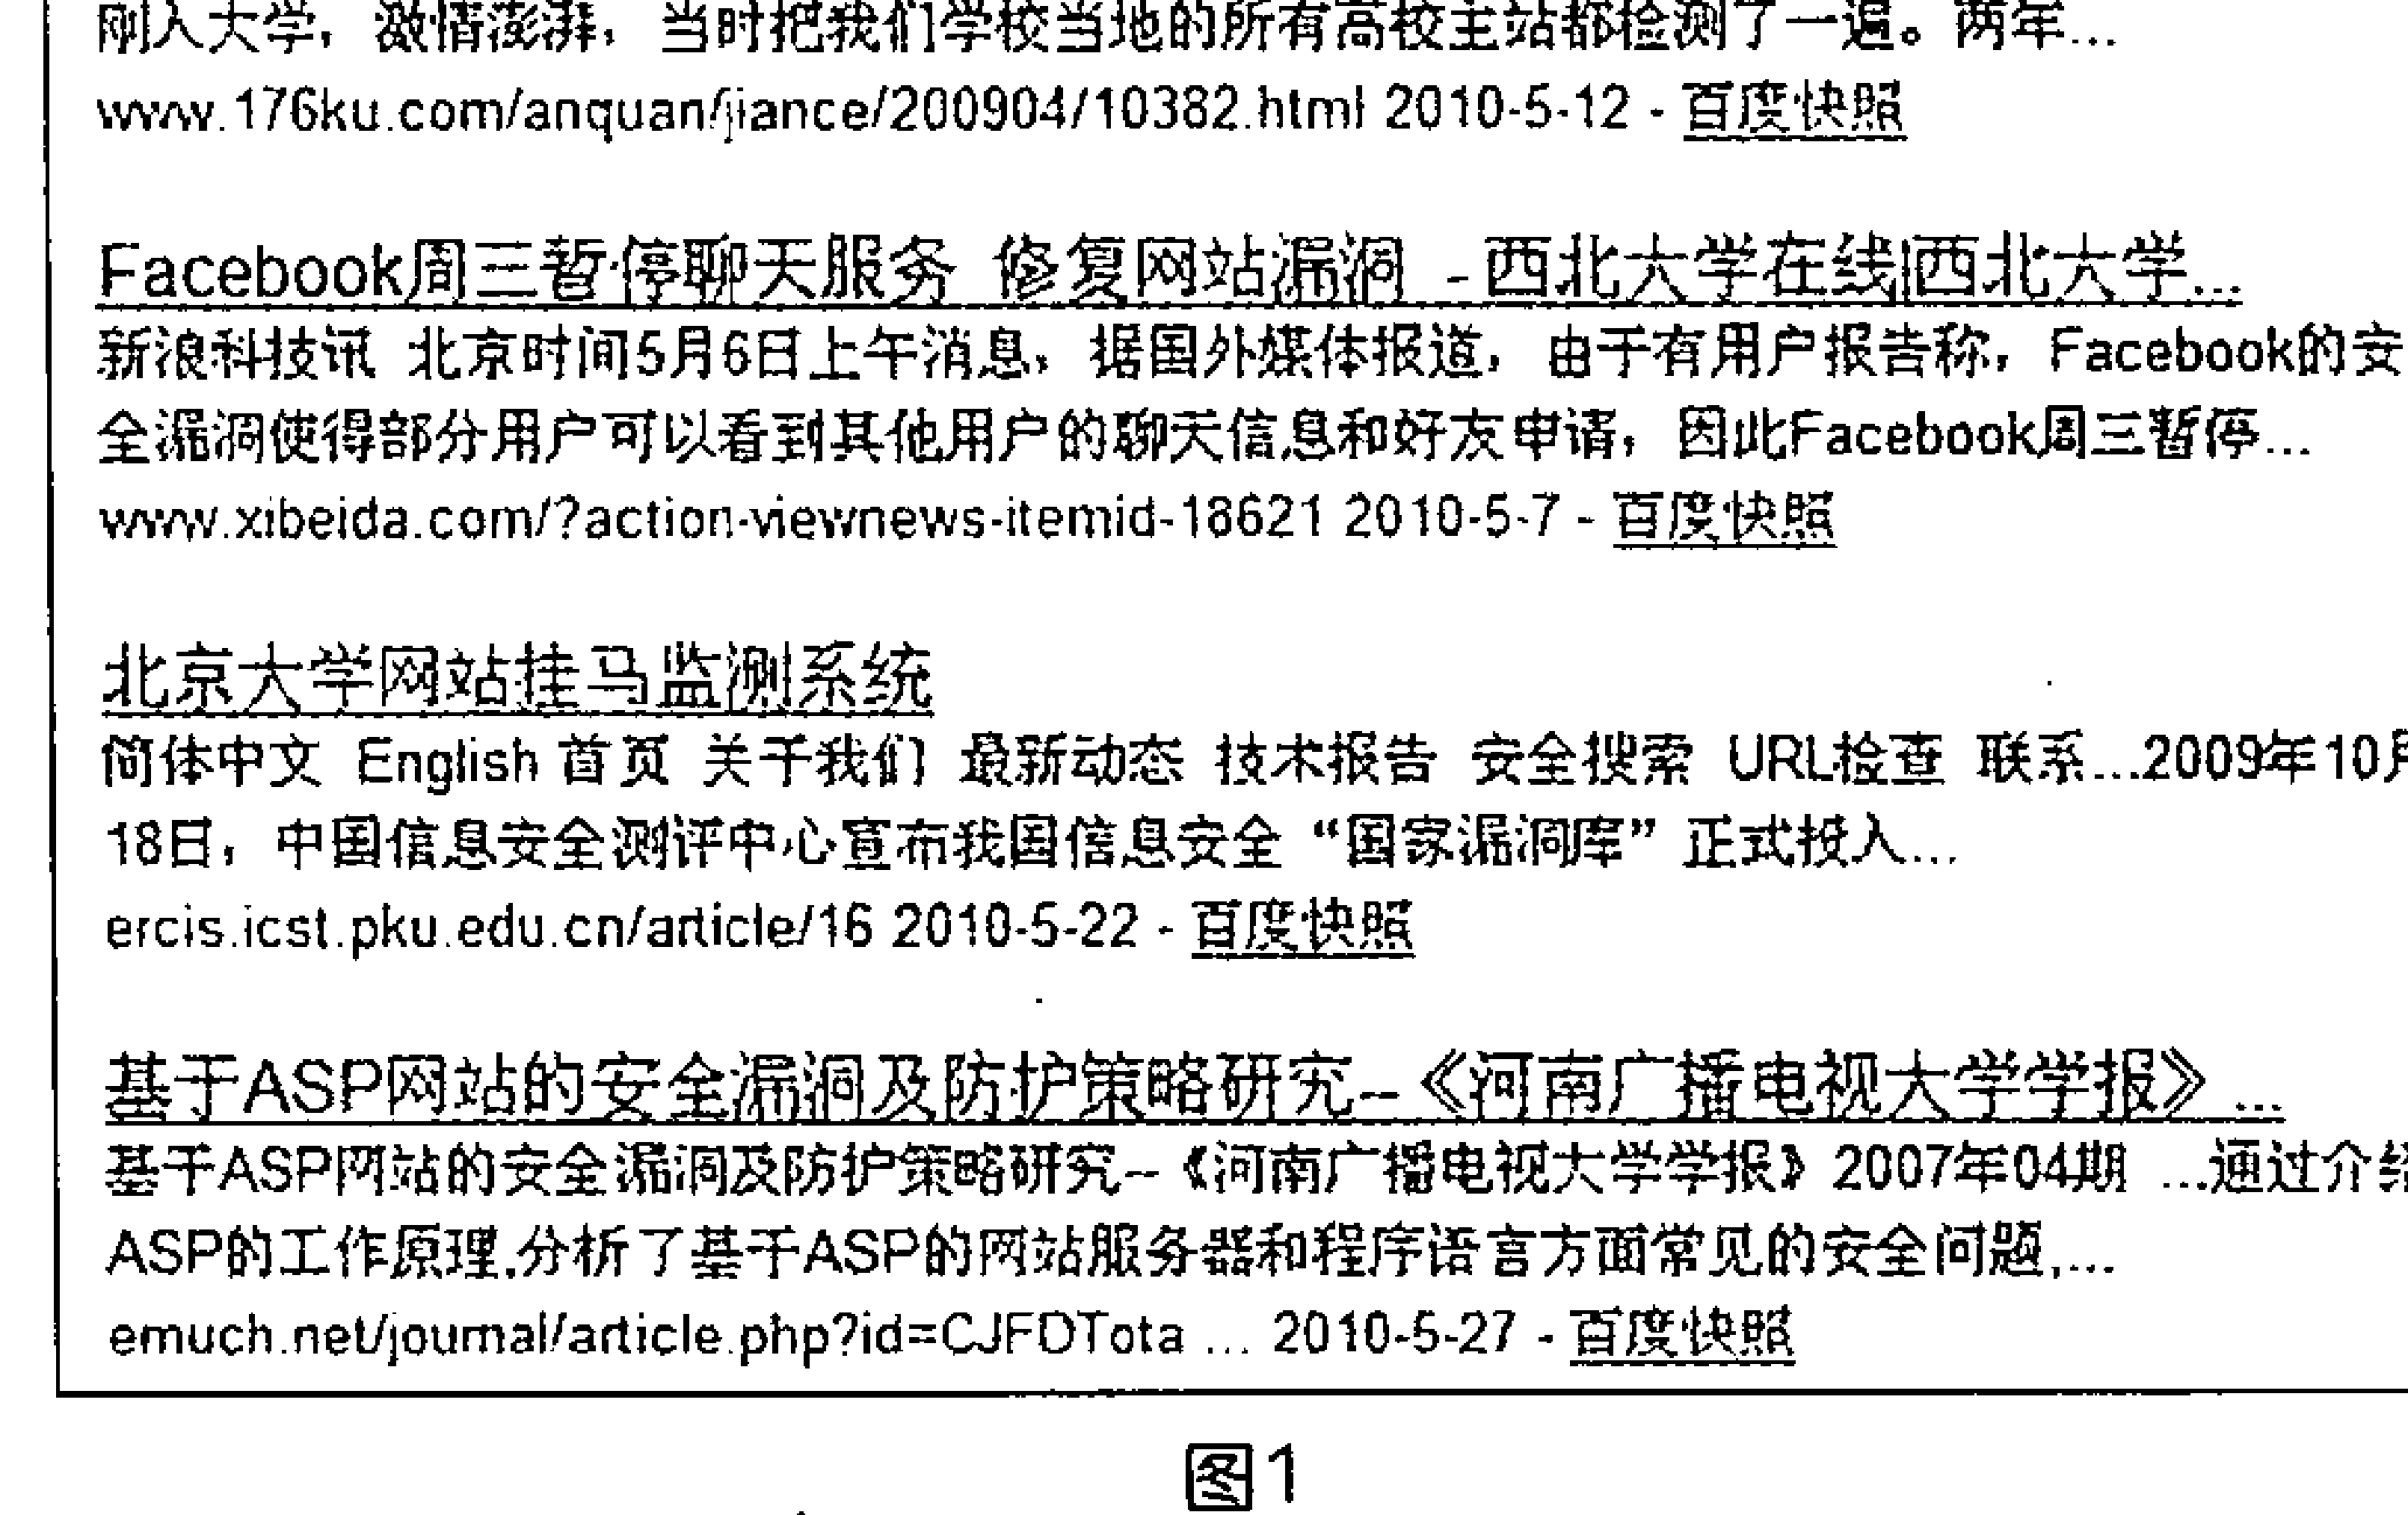 刚入大学，激情澎湃，当时把我们学校当地的所有高校主站都检测了一遍。两年...
www.176ku.com/anquan/jiance/200904/10382.html 2010-5-12 - 百度快照
Facebook周三暂停聊天服务 修复网站漏洞 - 西北大学在线|西北大学...
新浪科技讯 北京时间5月6日上午消息，据国外媒体报道，由于有用户报告称，Facebook的安
全漏洞使得部分用户可以看到其他用户的聊天信息和好友申请，因此Facebook周三暂停...
www.xibeida.com/?action-viewnews-itemid-18621 2010-5-7 - 百度快照
北京大学网站挂马监测系统
简体中文 English 首页 关于我们 最新动态 技术报告 安全搜索 URL检查 联系...2009年10月
18日，中国信息安全测评中心宣布我国信息安全“国家漏洞库”正式投入...
ercis.icst.pku.edu.cn/article/16 2010-5-22 - 百度快照
基于ASP网站的安全漏洞及防护策略研究--《河南广播电视大学学报》...
基于ASP网站的安全漏洞及防护策略研究--《河南广播电视大学学报》2007年04期 ...通过介绍
ASP的工作原理,分析了基于ASP的网站服务器和程序语言方面常见的安全问题,...
emuch.net/journal/article.php?id=CJFDTota ... 2010-5-27 - 百度快照
图1